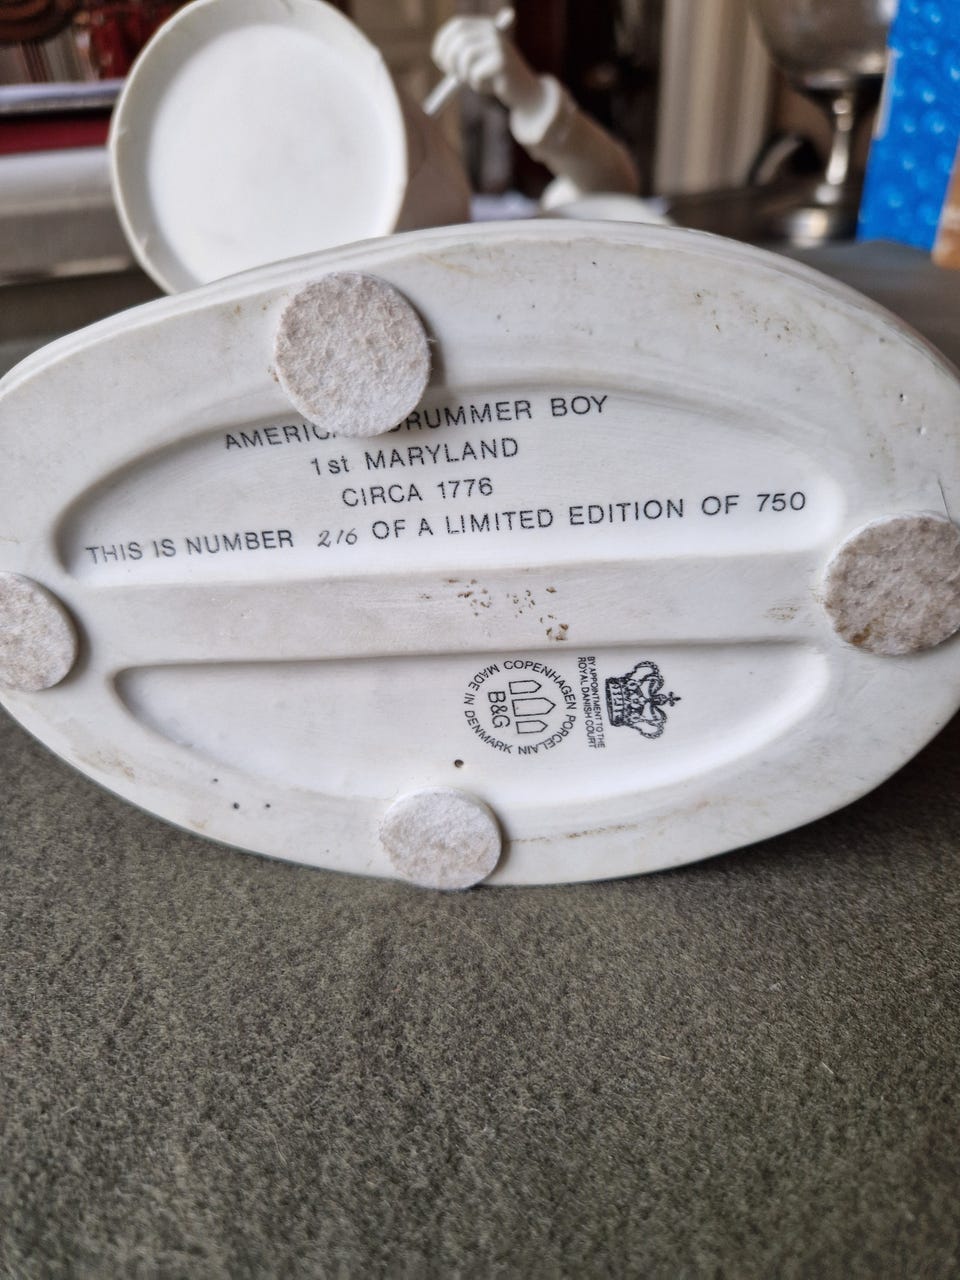 AMERICAN DRUMMER BOY
1st MARYLAND
CIRCA 1776
THIS IS NUMBER 216 OF A LIMITED EDITION OF 750
MADE IN DENMARK COPENHAGEN PORCELAIN
B&G
BY APPOINTMENT TO THE
ROYAL DANISH COURT